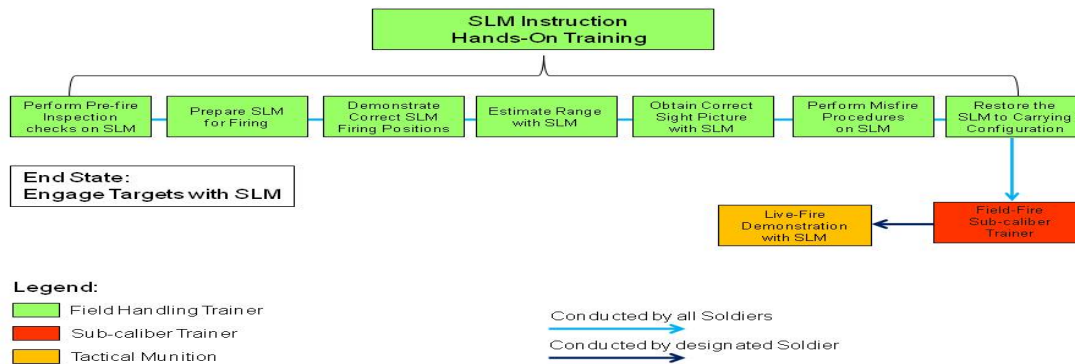 SLM Instruction
Hands-On Training
Perform Pre-fire
Inspection
checks on SLM
Prepare SLM
for Firing
Demonstrate
Correct SLM
Firing Positions
Estimate Range
with SLM
Obtain Correct
Sight Picture
with SLM
Perform Misfire
Procedures
on SLM
Restore the
SLM to Carrying
Configuration
End State:
Engage Targets with SLM
Live-Fire
Demonstration
with SLM
Field-Fire
Sub-caliber
Trainer
Legend:
Field Handling Trainer
Sub-caliber Trainer
Tactical Munition
Conducted by all Soldiers
Conducted by designated Soldier